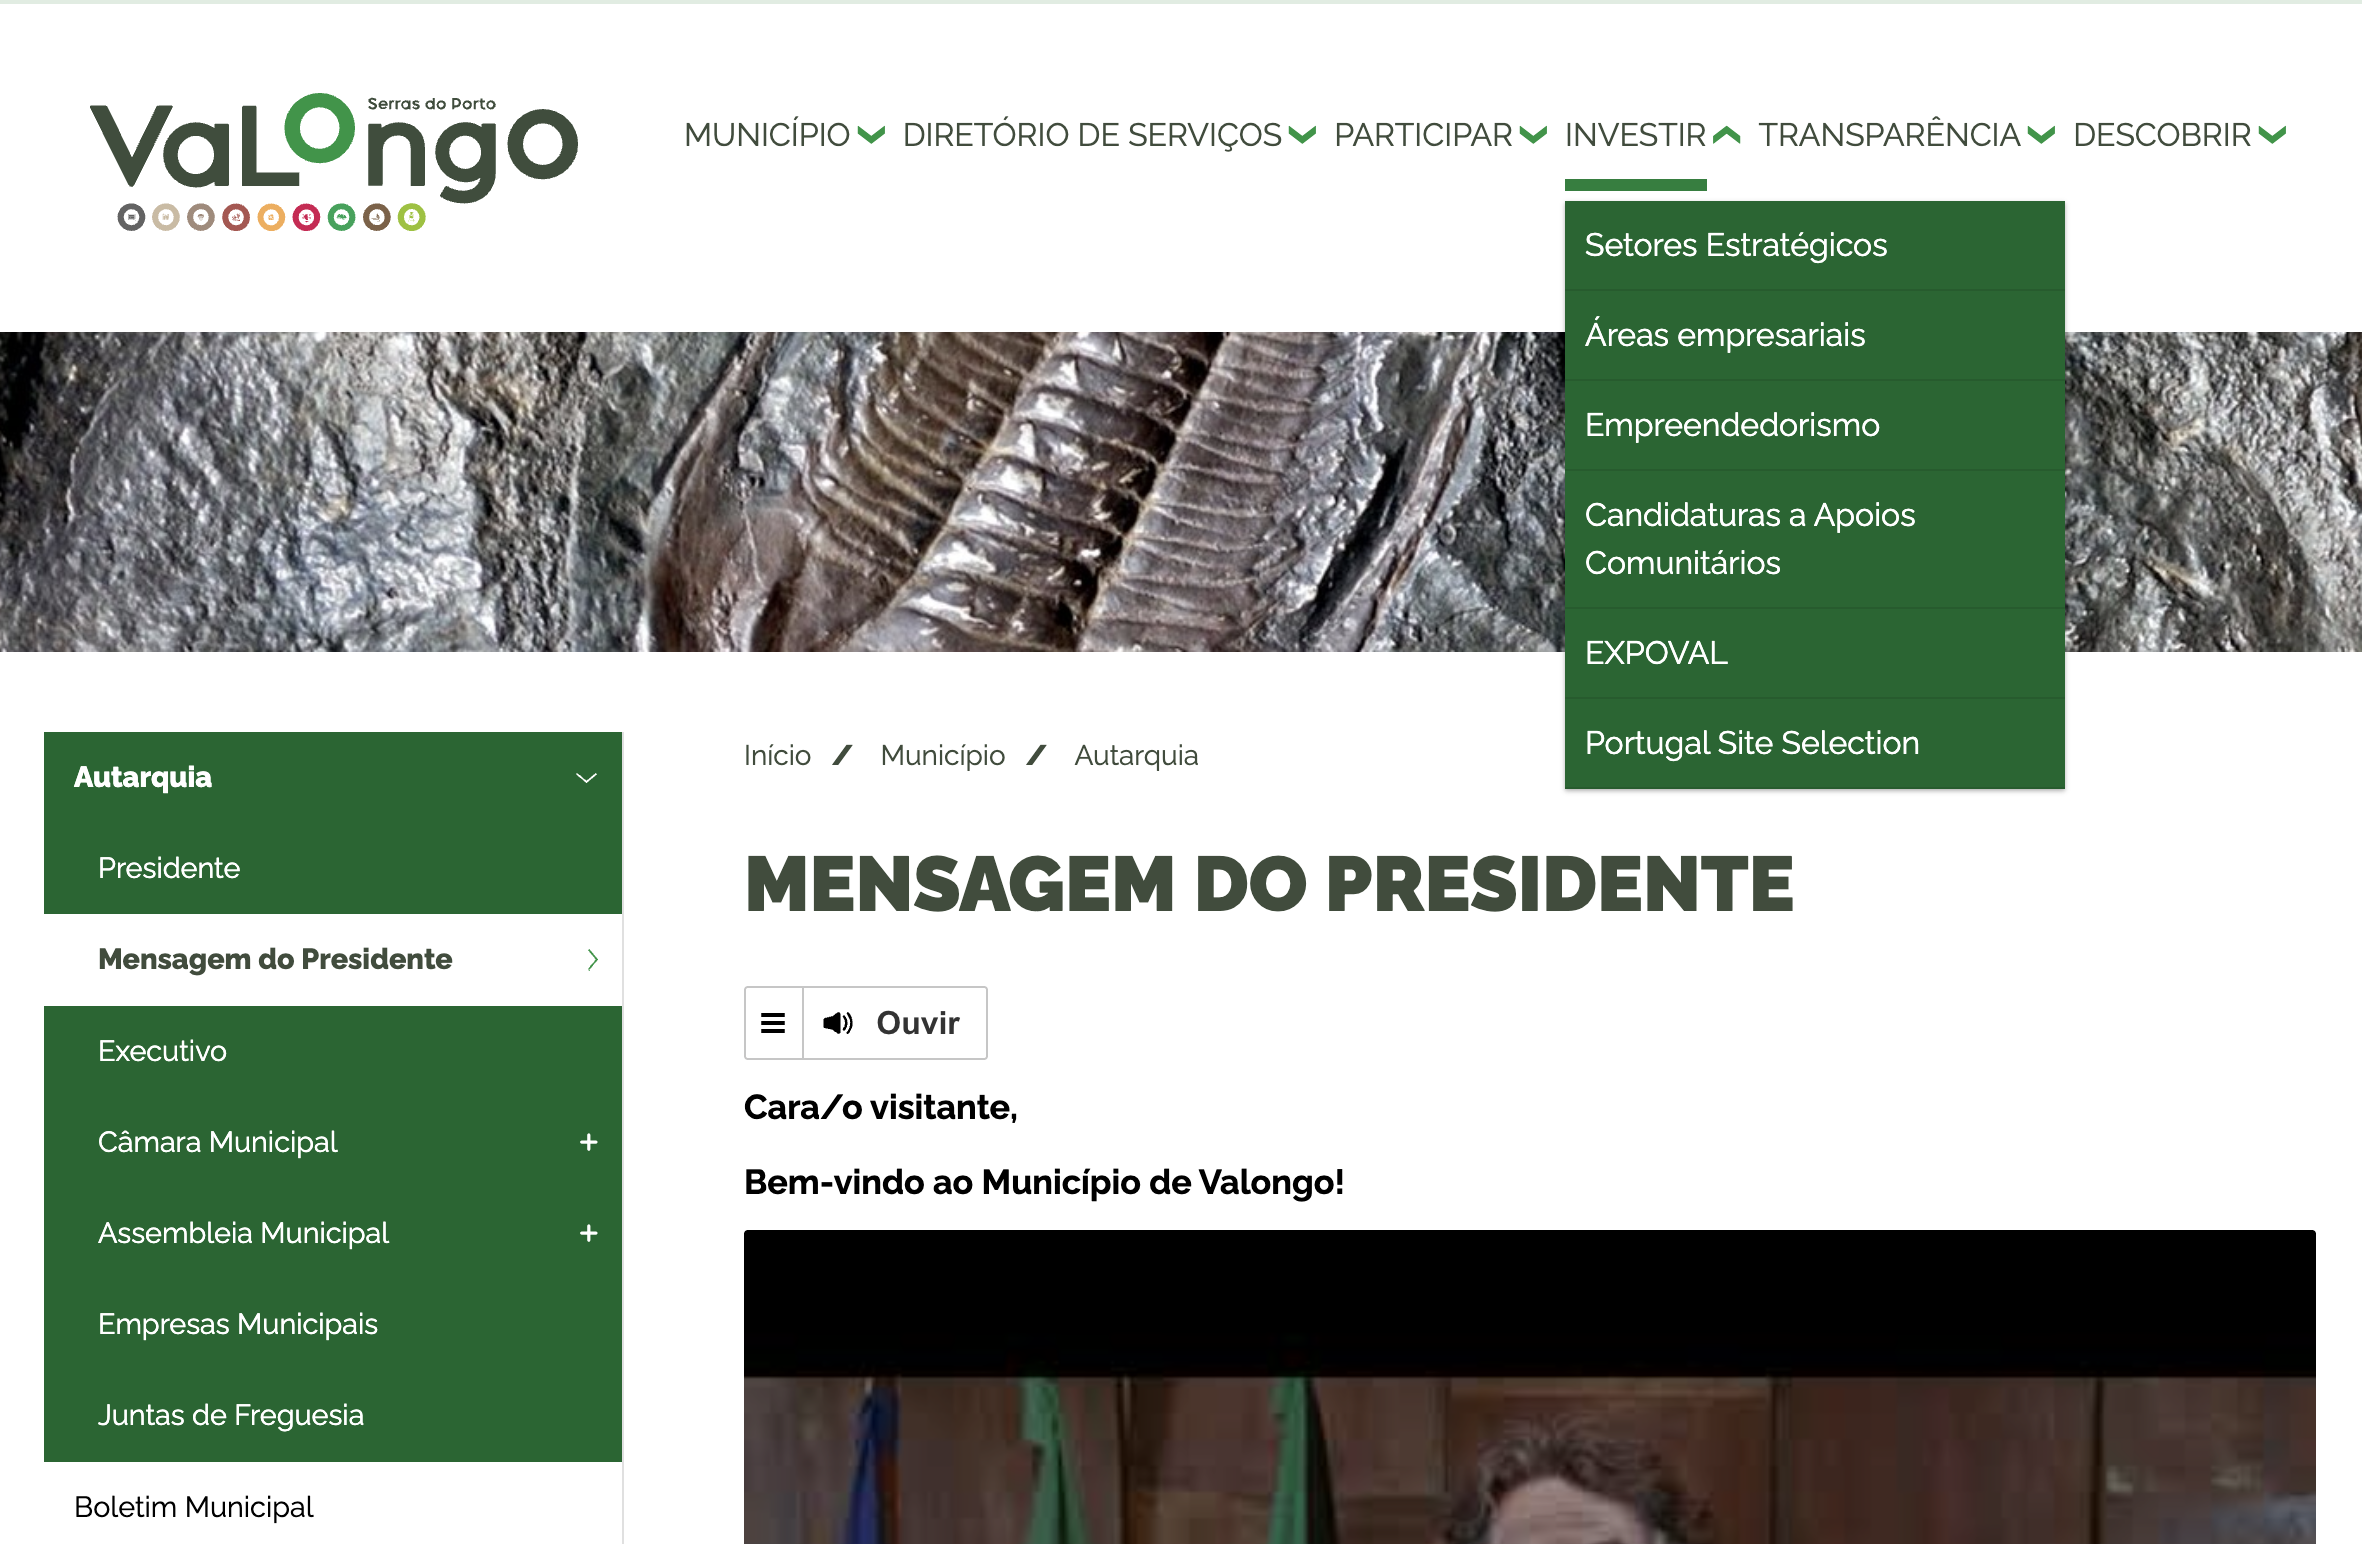 Serras do Porto
VaLOngo
MUNICÍPIO
DIRETÓRIO DE SERVIÇOS
PARTICIPAR
INVESTIR
TRANSPARÊNCIA
DESCOBRIR
Setores Estratégicos
Áreas empresariais
Empreendedorismo
Candidaturas a Apoios
Comunitários
EXPOVAL
Portugal Site Selection
Autarquia
Presidente
Mensagem do Presidente
Executivo
Câmara Municipal +
Assembleia Municipal +
Empresas Municipais
Juntas de Freguesia
Boletim Municipal
Início / Município / Autarquia
MENSAGEM DO PRESIDENTE
Ouvir
Cara/o visitante,
Bem-vindo ao Município de Valongo!